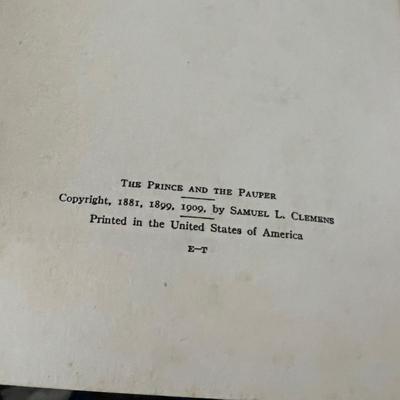 The Prince and the Pauper
Copyright, 1881, 1899, 1909, by Samuel L. Clemens
Printed in the United States of America
E–T